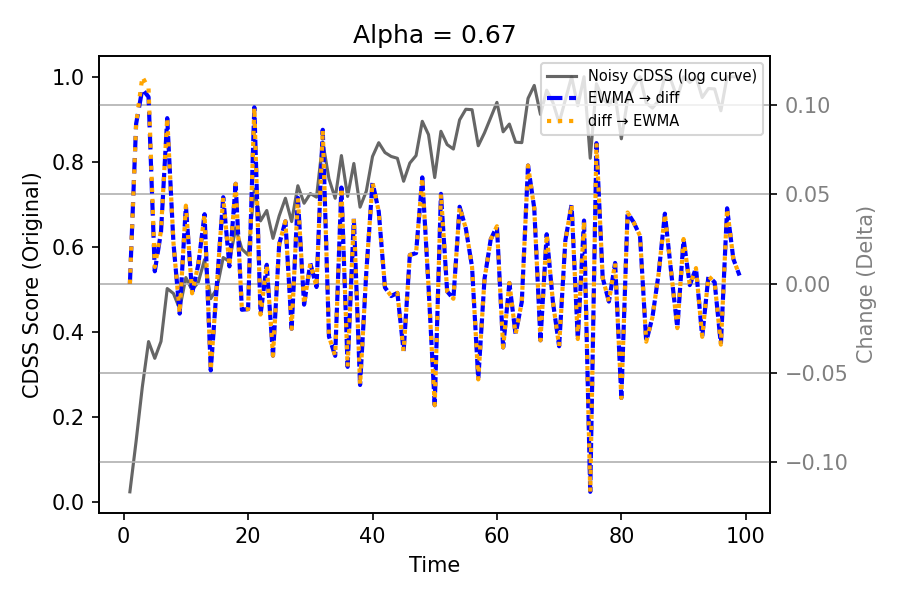 Alpha = 0.67
Noisy CDSS (log curve)
EWMA → diff
diff → EWMA
CDSS Score (Original)
1.0
0.8
0.6
0.4
0.2
0.0
0.10
0.05
0.00
−0.05
−0.10
Change (Delta)
0 20 40 60 80 100
Time